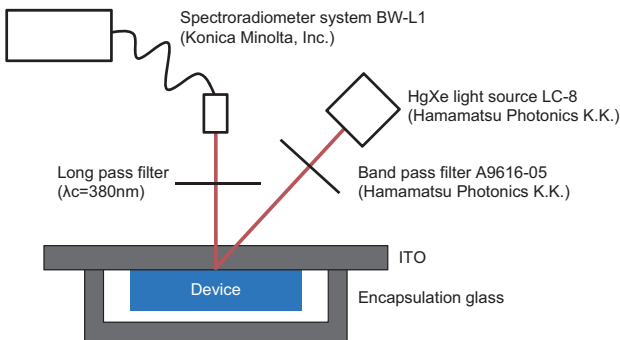 Spectroradiometer system BW-L1
(Konica Minolta, Inc.)
HgXe light source LC-8
(Hamamatsu Photonics K.K.)
Long pass filter
(λc=380nm)
Band pass filter A9616-05
(Hamamatsu Photonics K.K.)
ITO
Device
Encapsulation glass